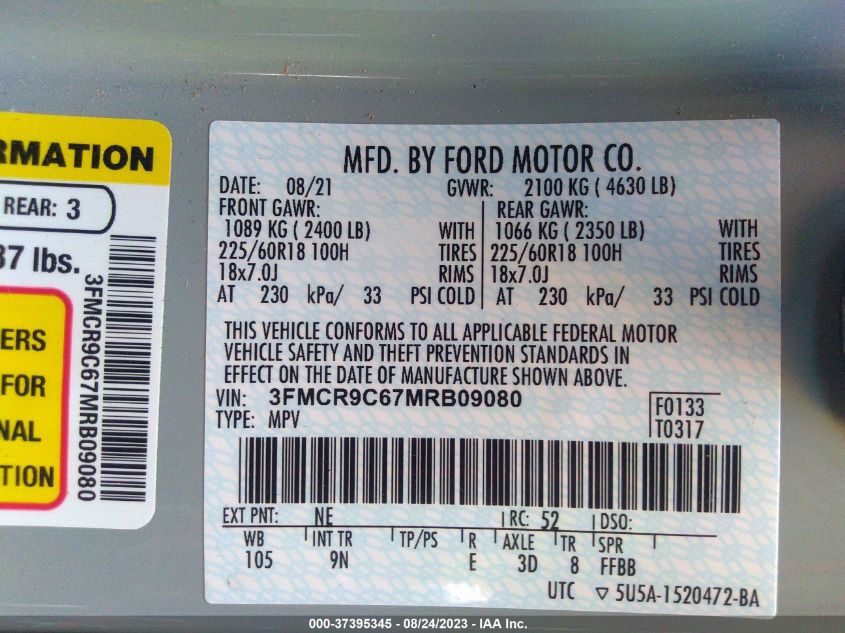 RMATION
REAR: 3
37 lbs.
ERS
FOR
NAL
TION
3FMCR9C67MRB09080
MFD. BY FORD MOTOR CO.
DATE: 08/21 GVWR: 2100 KG ( 4630 LB)
FRONT GAWR: REAR GAWR:
1089 KG ( 2400 LB) WITH 1066 KG ( 2350 LB) WITH
225/60R18 100H TIRES 225/60R18 100H TIRES
18x7.0J RIMS 18x7.0J RIMS
AT 230 kPa/ 33 PSI COLD AT 230 kPa/ 33 PSI COLD
THIS VEHICLE CONFORMS TO ALL APPLICABLE FEDERAL MOTOR
VEHICLE SAFETY AND THEFT PREVENTION STANDARDS IN
EFFECT ON THE DATE OF MANUFACTURE SHOWN ABOVE.
VIN: 3FMCR9C67MRB09080
TYPE: MPV
F0133
T0317
EXT PNT: NE RC: 52 DSO:
WB INT TR TP/PS R AXLE TR SPR
105 9N E 3D 8 FFBB
UTC ▽ 5U5A-1520472-BA
000-37395345 - 08/24/2023 - IAA Inc.